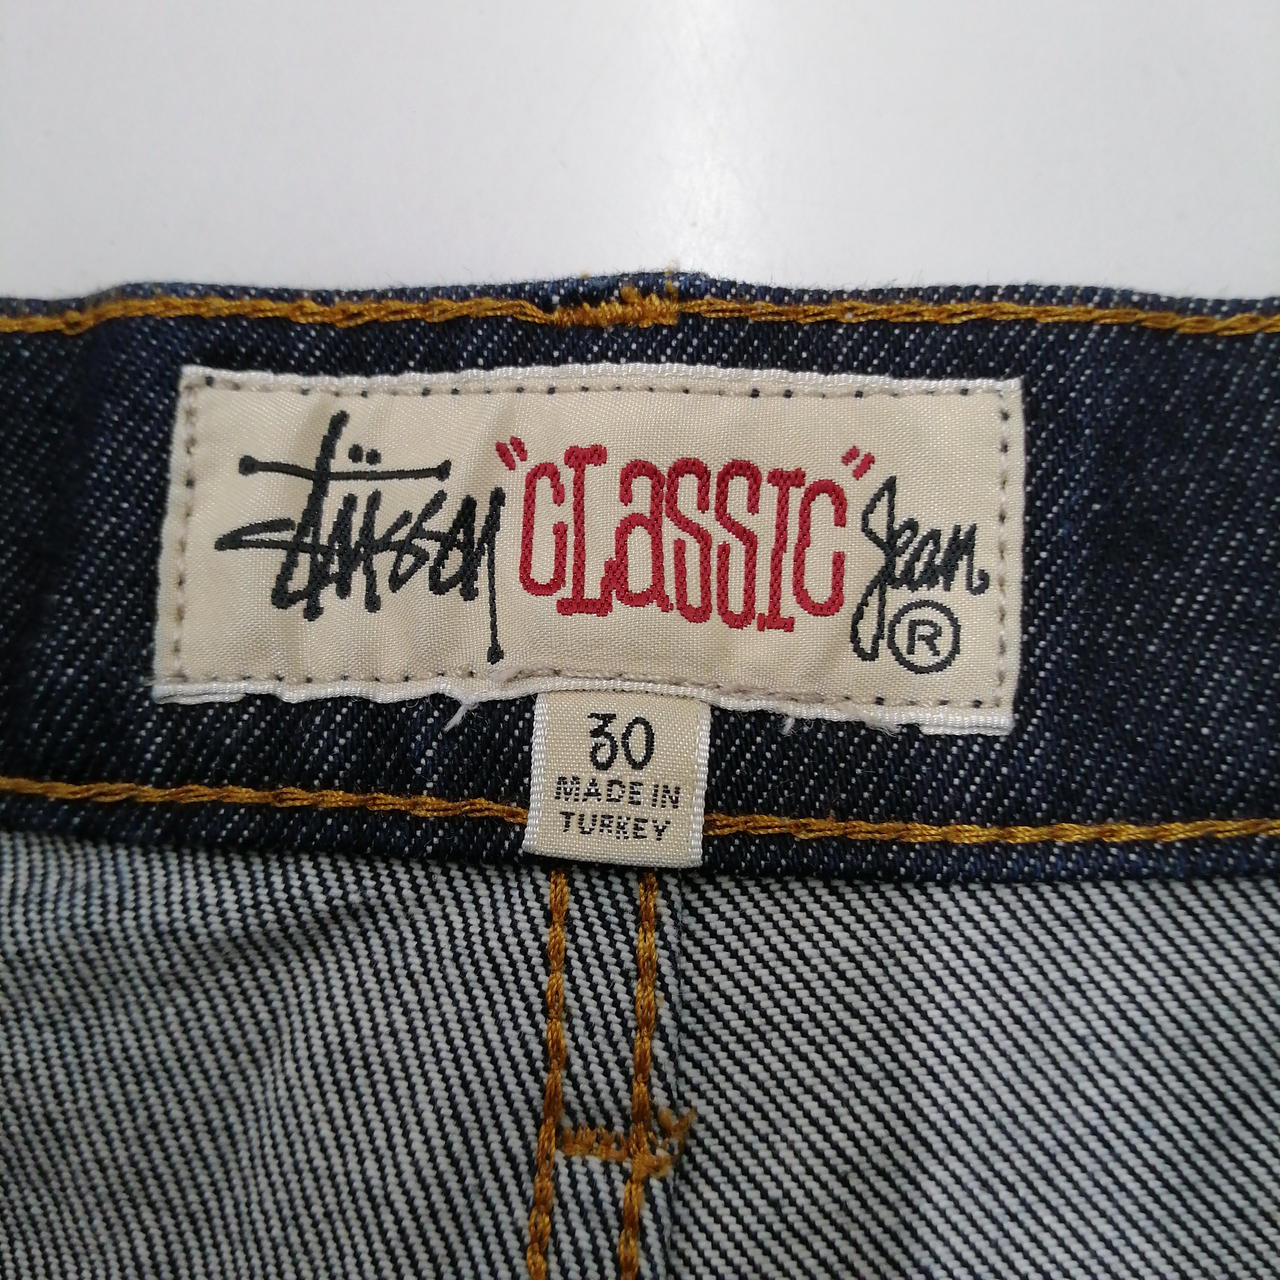 Stüssy "CLaSSIC" Jean ®
30
MADE IN
TURKEY